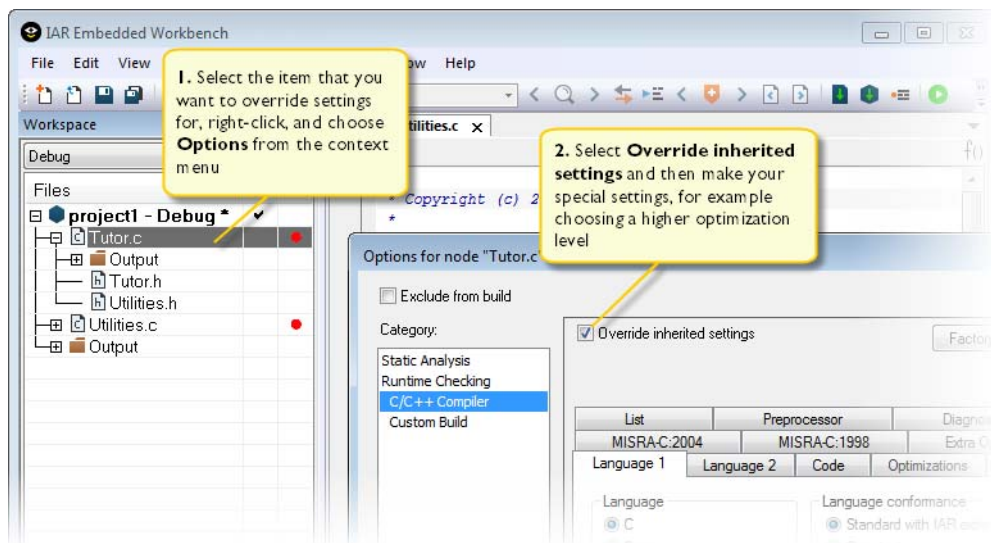 IAR Embedded Workbench
File Edit View
ow Help
1. Select the item that you
want to override settings
for, right-click, and choose
Options from the context
menu
Workspace
Debug
Files
project1 - Debug *
Tutor.c
Output
Tutor.h
Utilities.h
Utilities.c
Output
tilities.c x
f()
Copyright (c) 2
*
2. Select Override inherited
settings and then make your
special settings, for example
choosing a higher optimization
level
Options for node "Tutor.c
Exclude from build
Category:
Static Analysis
Runtime Checking
C/C++ Compiler
Custom Build
Override inherited settings
Factor
List Preprocessor Diagno
MISRA-C:2004 MISRA-C:1998 Extra O
Language 1 Language 2 Code Optimizations
Language Language conformance
C Standard with IAR